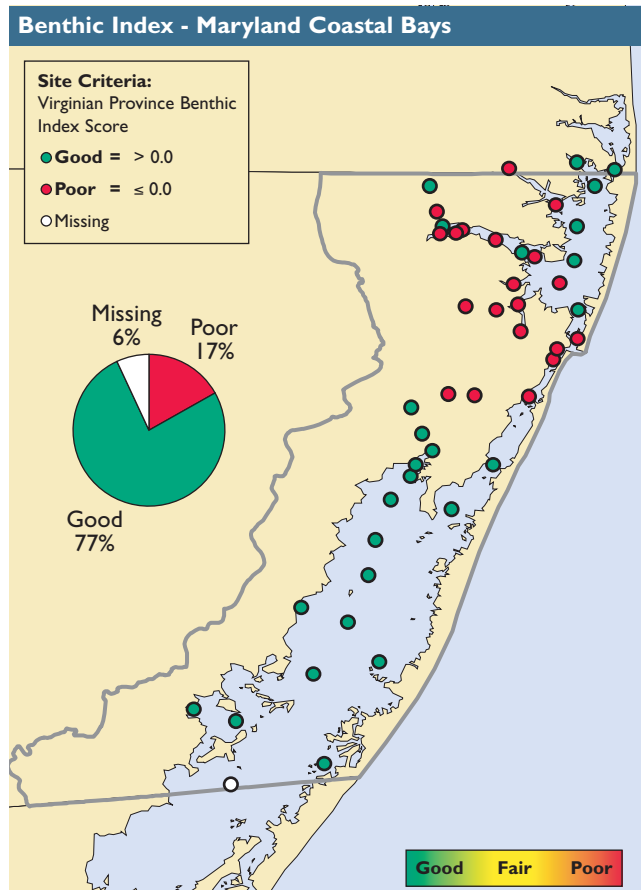 Benthic Index - Maryland Coastal Bays
Site Criteria:
Virginian Province Benthic
Index Score
Good = > 0.0
Poor = ≤ 0.0
Missing
Missing
6%
Poor
17%
Good
77%
Good Fair Poor